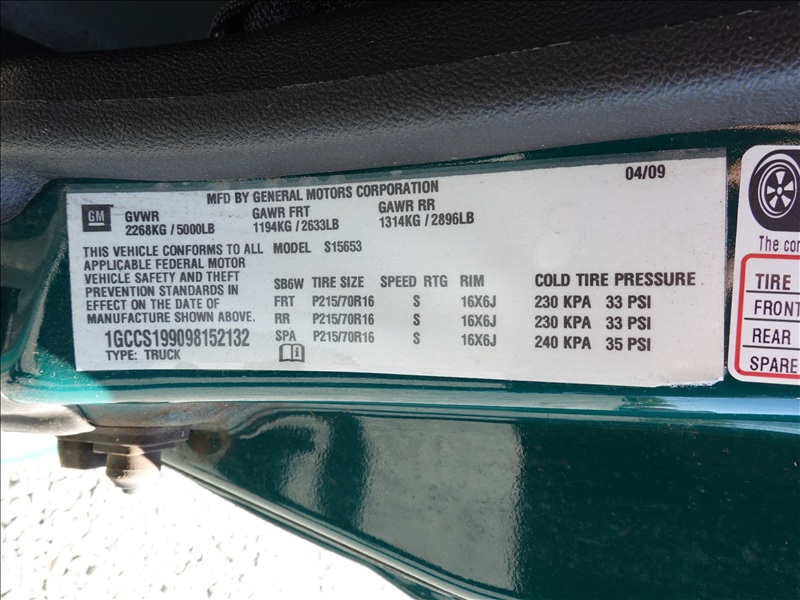 04/09
MFD BY GENERAL MOTORS CORPORATION
GM
GVWR GAWR FRT GAWR RR
2268KG / 5000LB 1194KG / 2633LB 1314KG / 2896LB
THIS VEHICLE CONFORMS TO ALL MODEL S15653
APPLICABLE FEDERAL MOTOR
VEHICLE SAFETY AND THEFT
PREVENTION STANDARDS IN
EFFECT ON THE DATE OF
MANUFACTURE SHOWN ABOVE.
1GCCS199098152132
TYPE: TRUCK
SB6W TIRE SIZE SPEED RTG RIM COLD TIRE PRESSURE
FRT P215/70R16 S 16X6J 230 KPA 33 PSI
RR P215/70R16 S 16X6J 230 KPA 33 PSI
SPA P215/70R16 S 16X6J 240 KPA 35 PSI
The
TIRE
FRONT
REAR
SPARE